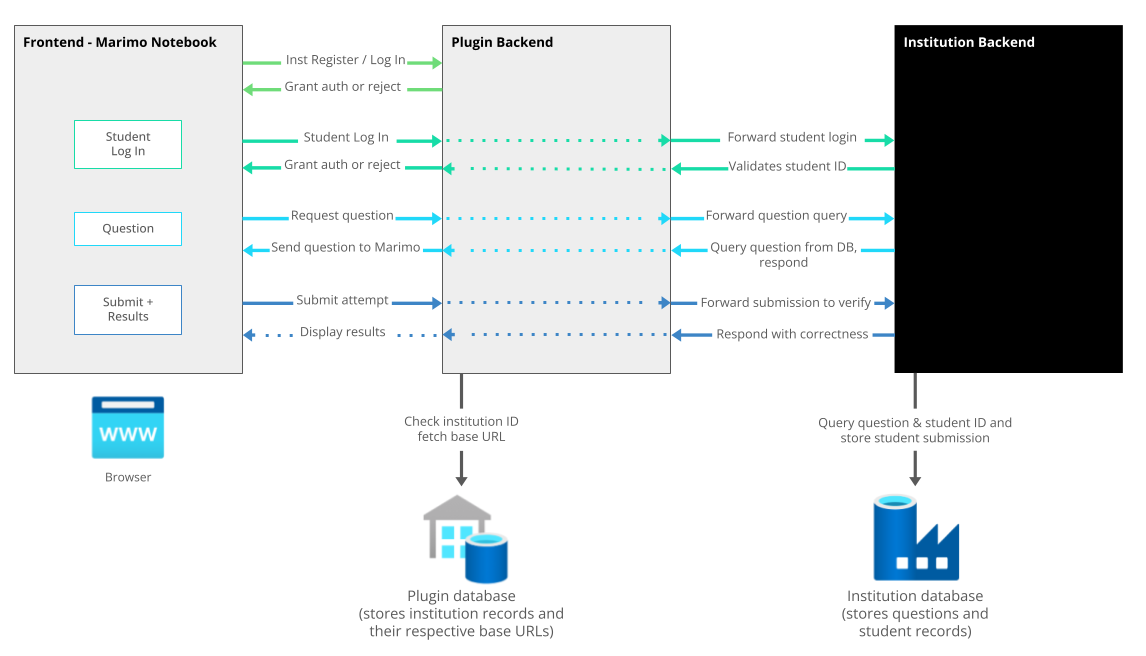 Frontend - Marimo Notebook
Plugin Backend
Institution Backend
Inst Register / Log In
Grant auth or reject
Student
Log In
Student Log In
Forward student login
Grant auth or reject
Validates student ID
Question
Request question
Forward question query
Send question to Marimo
Query question from DB,
respond
Submit +
Results
Submit attempt
Forward submission to verify
Display results
Respond with correctness
Check institution ID
fetch base URL
Query question & student ID and
store student submission
www
Browser
Plugin database
(stores institution records and
their respective base URLs)
Institution database
(stores questions and
student records)